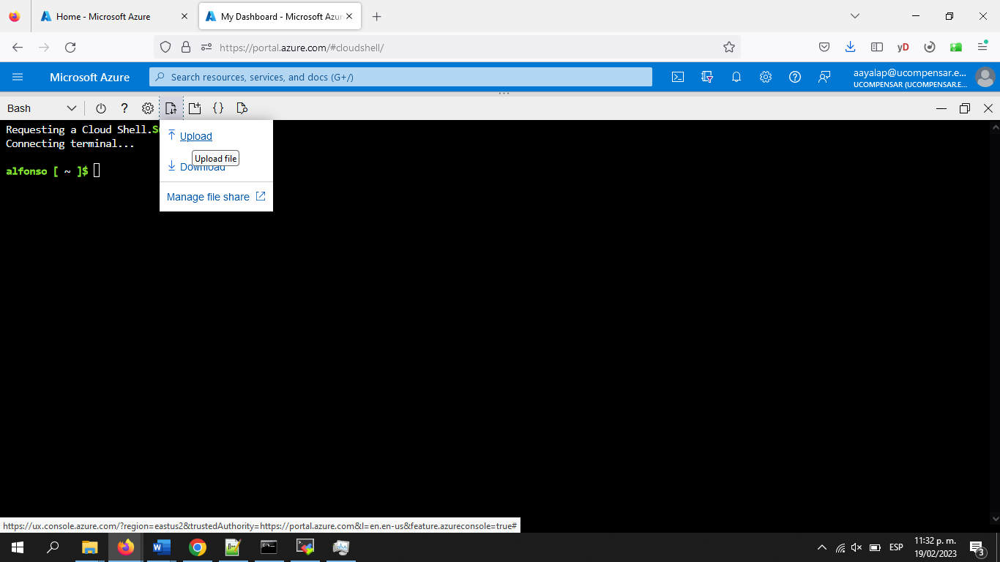 Home - Microsoft Azure
My Dashboard - Microsoft Azur
https://portal.azure.com/#cloudshell/
yD
Microsoft Azure
Search resources, services, and docs (G+/)
aayalap@ucompensar.e...
UCOMPENSAR (UCOMPENSAR.E...
Bash
Requesting a Cloud Shell.
Connecting terminal...
alfonso [ ~ ]$
Upload
Upload file
Download
Manage file share
https://ux.console.azure.com/?region=eastus2&trustedAuthority=https://portal.azure.com&l=en.en-us&feature.azureconsole=true#
ESP
11:32 p. m.
19/02/2023
3